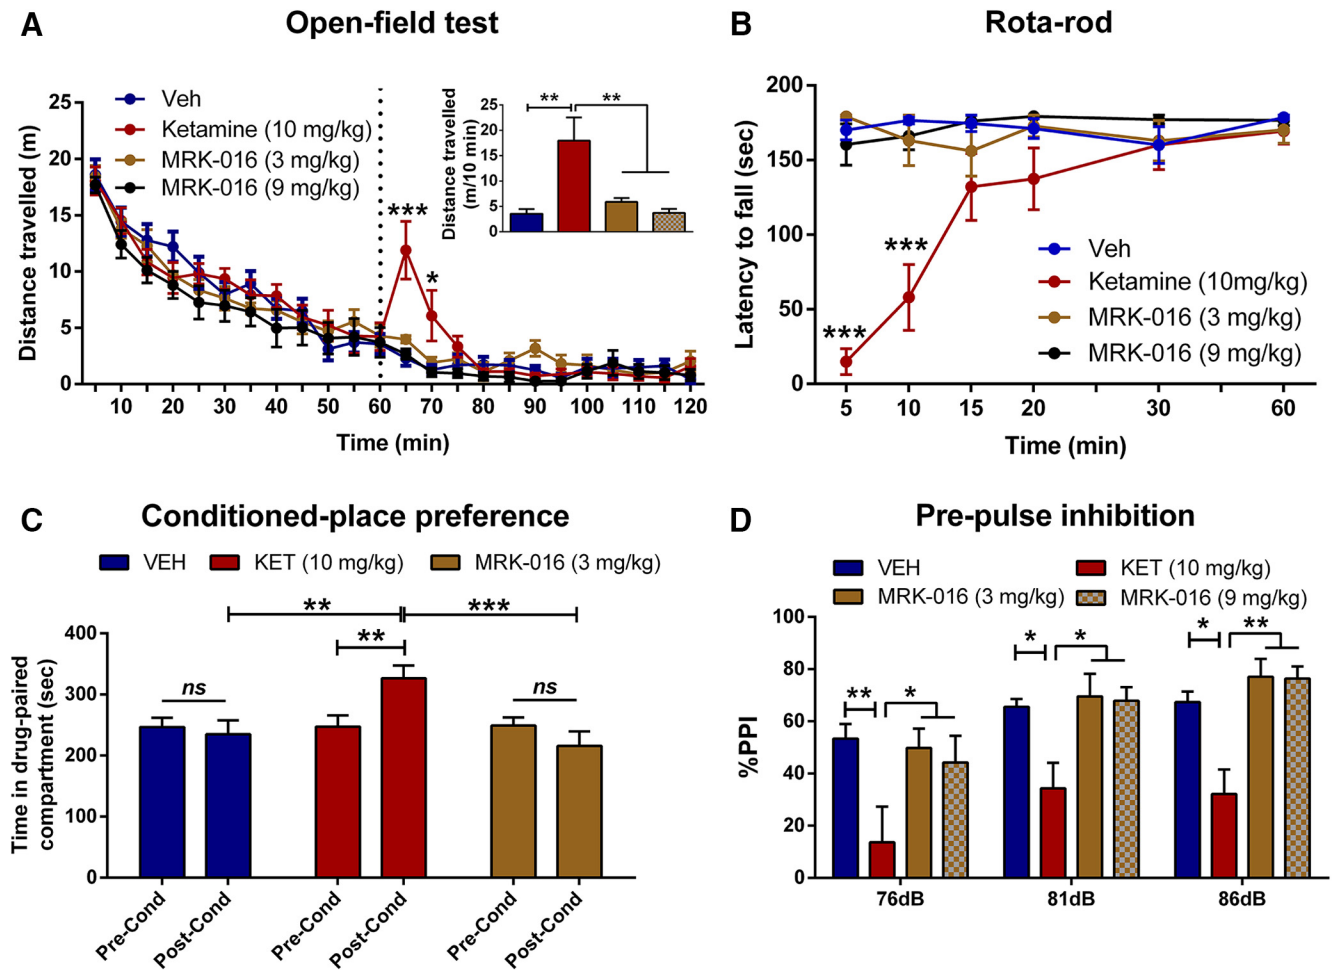 A
Open-field test
Veh
Ketamine (10 mg/kg)
MRK-016 (3 mg/kg)
MRK-016 (9 mg/kg)
Distance travelled (m)
25
20
15
10
5
0
10 20 30 40 50 60 70 80 90 100 110 120
Time (min)
***
*
Distance travelled
(m/10 min)
25
20
15
10
5
0
** **
B
Rota-rod
Latency to fall (sec)
200
150
100
50
0
***
***
Veh
Ketamine (10mg/kg)
MRK-016 (3 mg/kg)
MRK-016 (9 mg/kg)
5 10 15 20 30 60
Time (min)
C
Conditioned-place preference
VEH KET (10 mg/kg) MRK-016 (3 mg/kg)
** ***
**
ns ns
Time in drug-paired
compartment (sec)
400
300
200
100
0
Pre-Cond Post-Cond Pre-Cond Post-Cond Pre-Cond Post-Cond
D
Pre-pulse inhibition
VEH KET (10 mg/kg)
MRK-016 (3 mg/kg) MRK-016 (9 mg/kg)
%PPI
100
80
60
40
20
0
** * * * * **
76dB 81dB 86dB